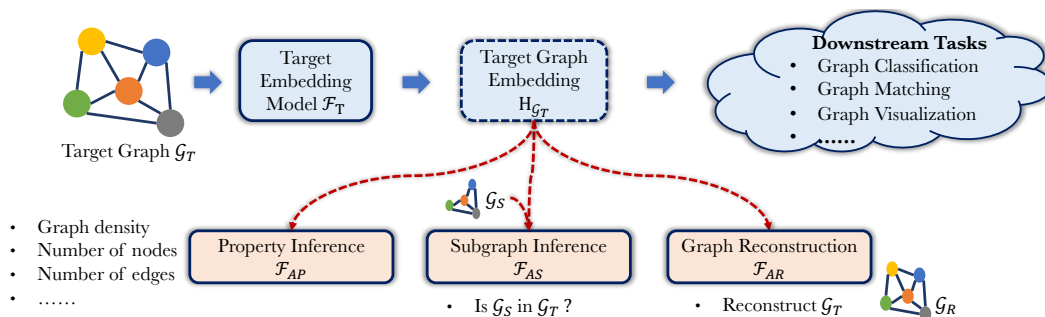 Target Graph 𝒢_T
Target
Embedding
Model ℱ_T
Target Graph
Embedding
H_𝒢_T
Downstream Tasks
• Graph Classification
• Graph Matching
• Graph Visualization
• ......
𝒢_S
• Graph density
• Number of nodes
• Number of edges
• ......
Property Inference
ℱ_AP
Subgraph Inference
ℱ_AS
• Is 𝒢_S in 𝒢_T ?
Graph Reconstruction
ℱ_AR
• Reconstruct 𝒢_T
𝒢_R